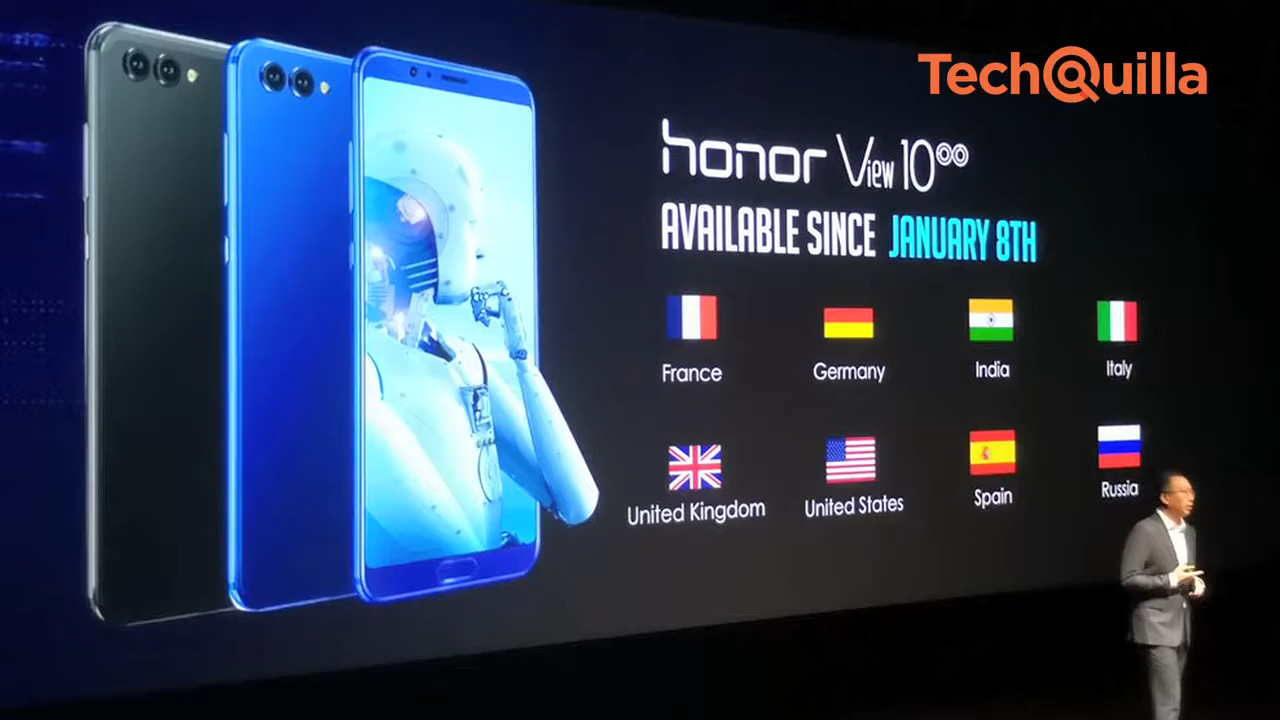 TechQuilla
honor View 10
AVAILABLE SINCE JANUARY 8TH
France Germany India Italy
United Kingdom United States Spain Russia